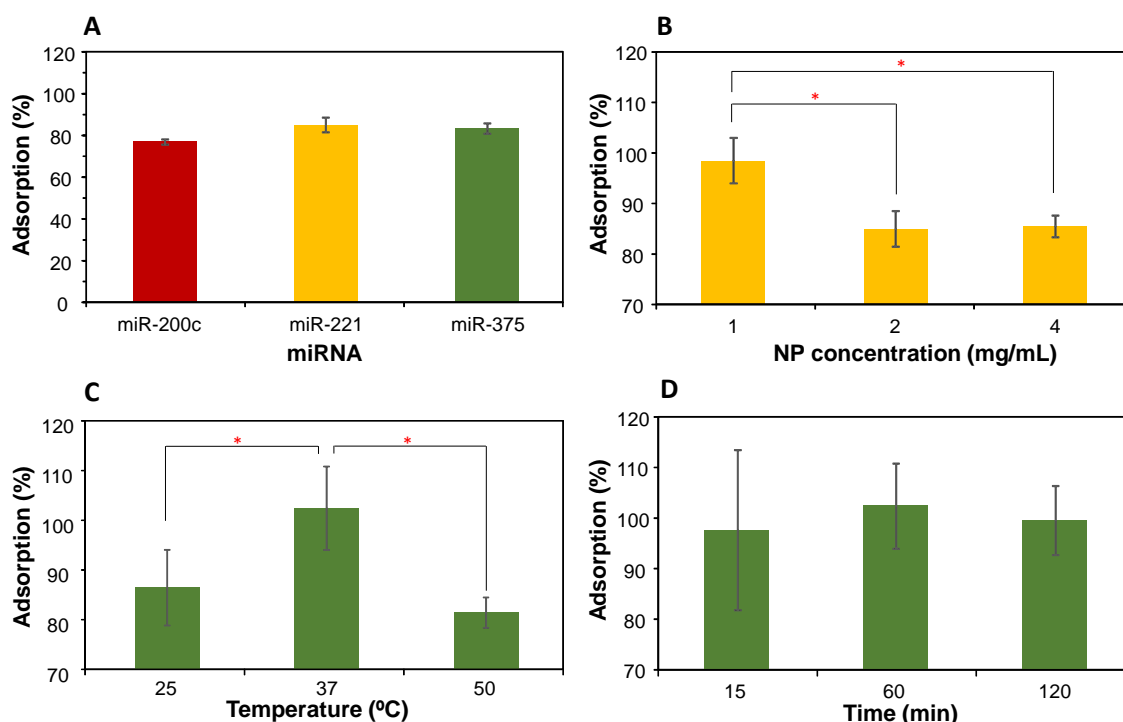 A
120
100
80
60
40
20
0
Adsorption (%)
miR-200c miR-221 miR-375
miRNA
B
120
110
100
90
80
70
Adsorption (%)
*
*
1 2 4
NP concentration (mg/mL)
C
120
110
100
90
80
70
Adsorption (%)
* *
25 37 50
Temperature (ºC)
D
120
110
100
90
80
70
Adsorption (%)
15 60 120
Time (min)